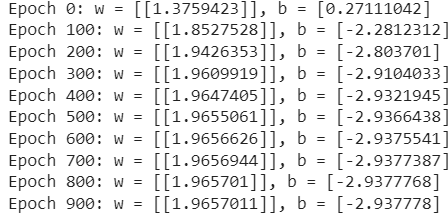 Epoch 0: w = [[1.3759423]], b = [0.27111042]
Epoch 100: w = [[1.8527528]], b = [-2.2812312]
Epoch 200: w = [[1.9426353]], b = [-2.803701]
Epoch 300: w = [[1.9609919]], b = [-2.9104033]
Epoch 400: w = [[1.9647405]], b = [-2.9321945]
Epoch 500: w = [[1.9655061]], b = [-2.9366438]
Epoch 600: w = [[1.9656626]], b = [-2.9375541]
Epoch 700: w = [[1.9656944]], b = [-2.9377387]
Epoch 800: w = [[1.965701]], b = [-2.9377768]
Epoch 900: w = [[1.9657011]], b = [-2.937778]